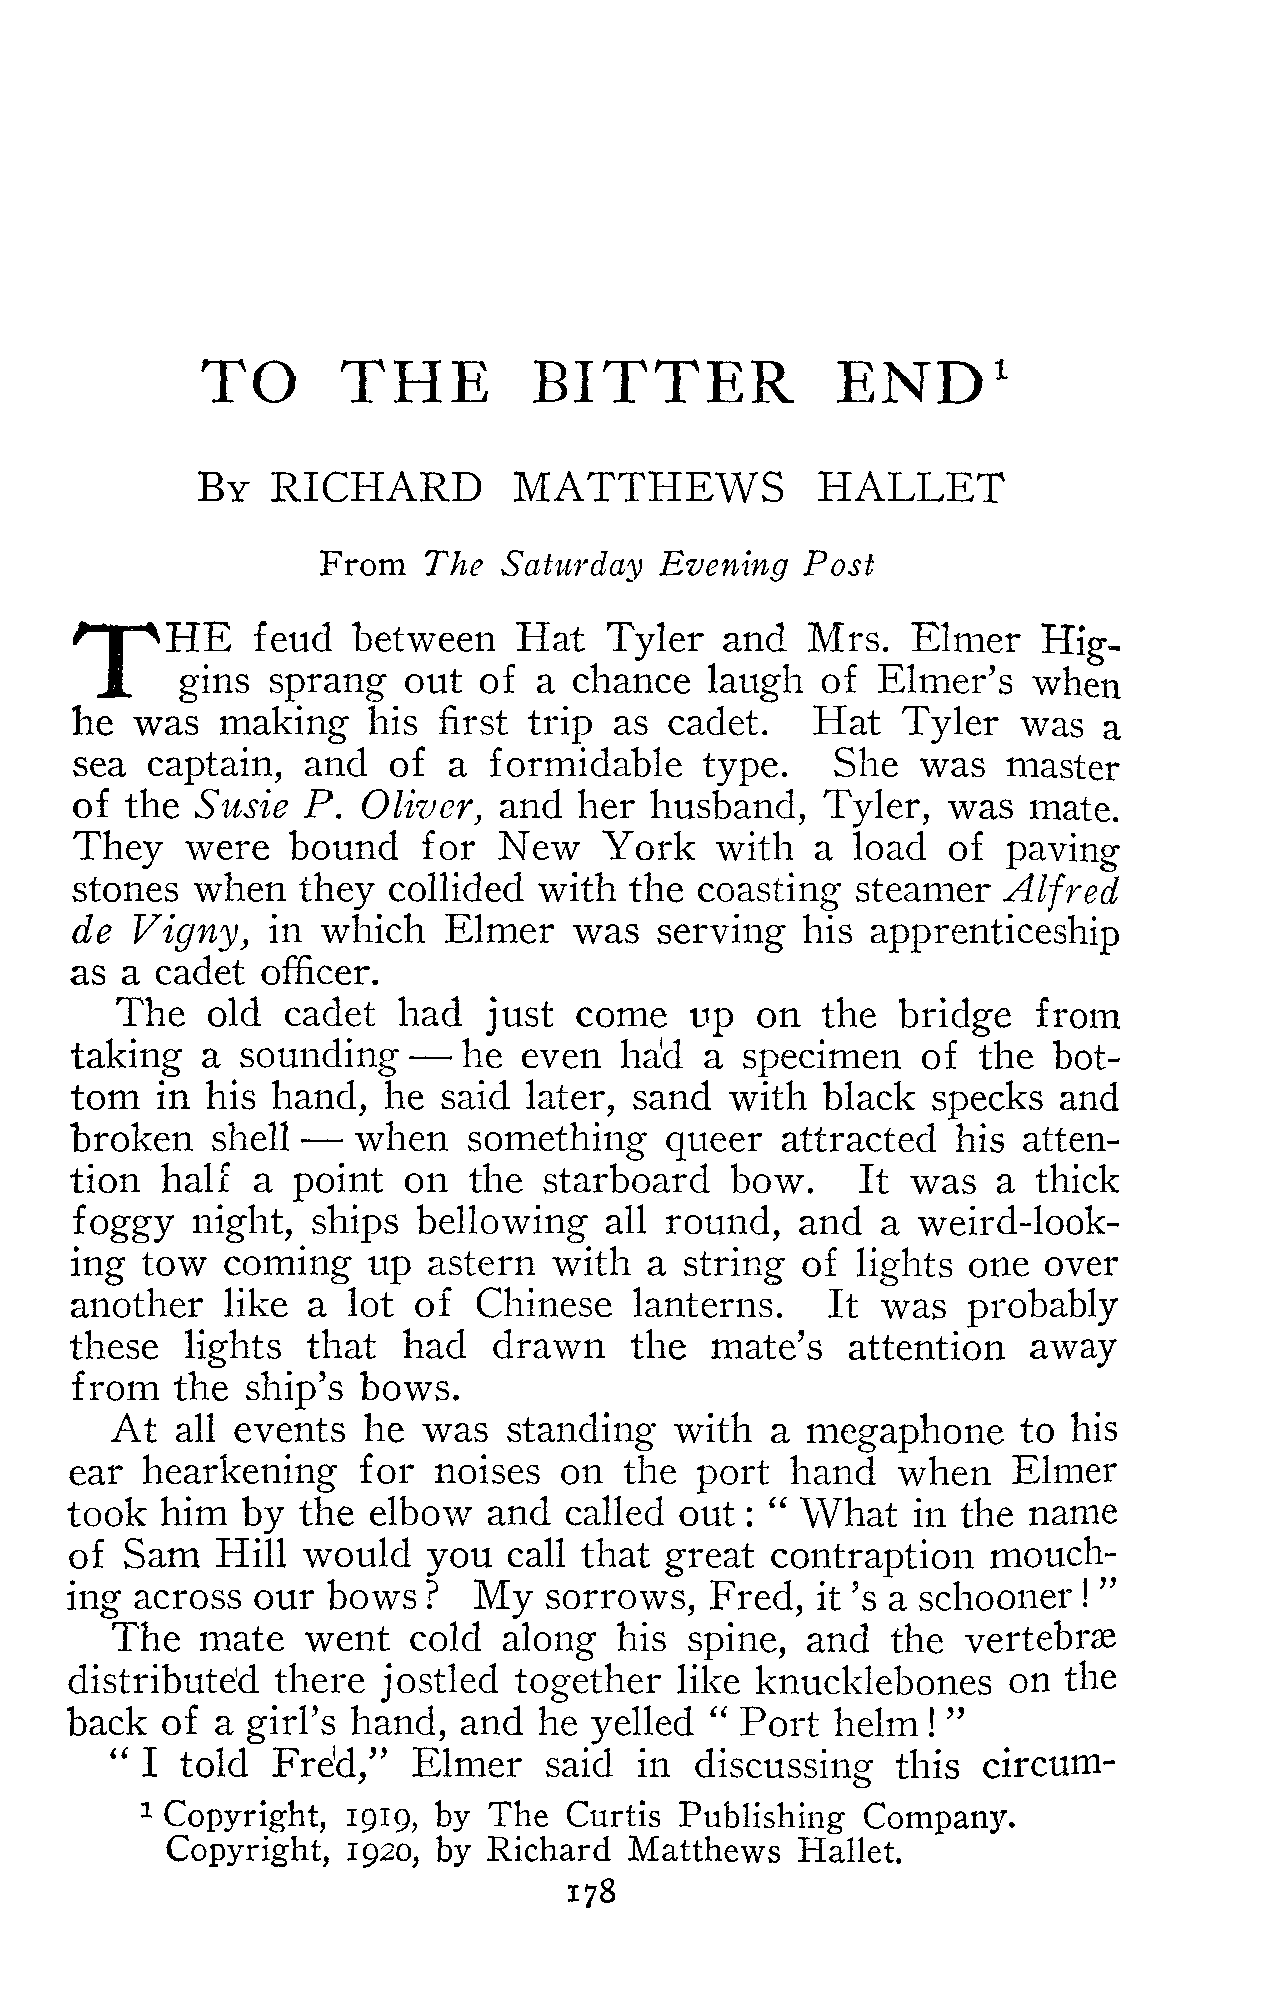 TO THE BITTER END¹
By RICHARD MATTHEWS HALLET
From The Saturday Evening Post
THE feud between Hat Tyler and Mrs. Elmer Hig-
gins sprang out of a chance laugh of Elmer's when
he was making his first trip as cadet. Hat Tyler was a
sea captain, and of a formidable type. She was master
of the Susie P. Oliver, and her husband, Tyler, was mate.
They were bound for New York with a load of paving
stones when they collided with the coasting steamer Alfred
de Vigny, in which Elmer was serving his apprenticeship
as a cadet officer.
The old cadet had just come up on the bridge from
taking a sounding — he even had a specimen of the bot-
tom in his hand, he said later, sand with black specks and
broken shell — when something queer attracted his atten-
tion half a point on the starboard bow. It was a thick
foggy night, ships bellowing all round, and a weird-look-
ing tow coming up astern with a string of lights one over
another like a lot of Chinese lanterns. It was probably
these lights that had drawn the mate's attention away
from the ship's bows.
At all events he was standing with a megaphone to his
ear hearkening for noises on the port hand when Elmer
took him by the elbow and called out: " What in the name
of Sam Hill would you call that great contraption mouch-
ing across our bows? My sorrows, Fred, it 's a schooner!"
The mate went cold along his spine, and the vertebræ
distributed there jostled together like knucklebones on the
back of a girl's hand, and he yelled " Port helm!"
" I told Fred," Elmer said in discussing this circum-
¹ Copyright, 1919, by The Curtis Publishing Company.
Copyright, 1920, by Richard Matthews Hallet.
178